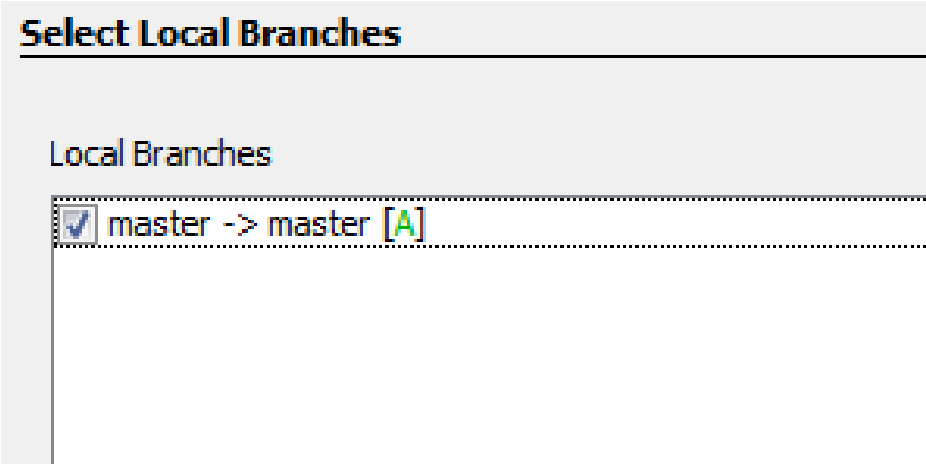 Select Local Branches
Local Branches
master -> master [A]